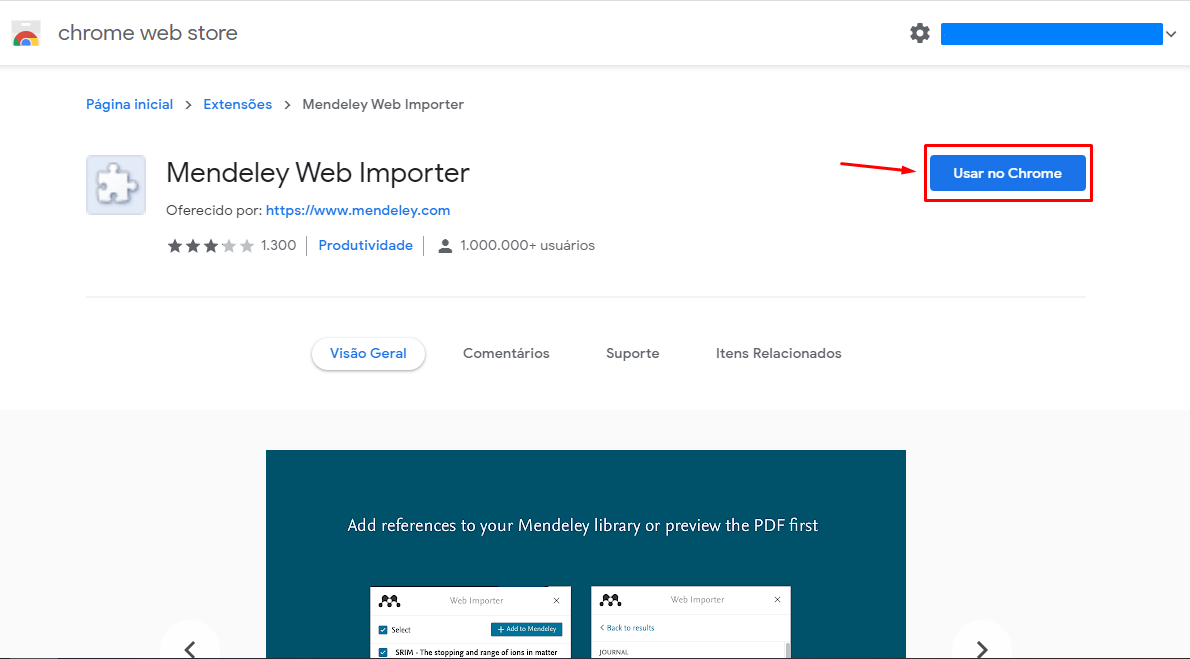 chrome web store
Página inicial > Extensões > Mendeley Web Importer
Mendeley Web Importer
Usar no Chrome
Oferecido por: https://www.mendeley.com
1.300 Produtividade 1.000.000+ usuários
Visão Geral Comentários Suporte Itens Relacionados
Add references to your Mendeley library or preview the PDF first
Web Importer
Select + Add to Mendeley
SRIM - The stopping and range of ions in matter
Web Importer
< Back to results
JOURNAL